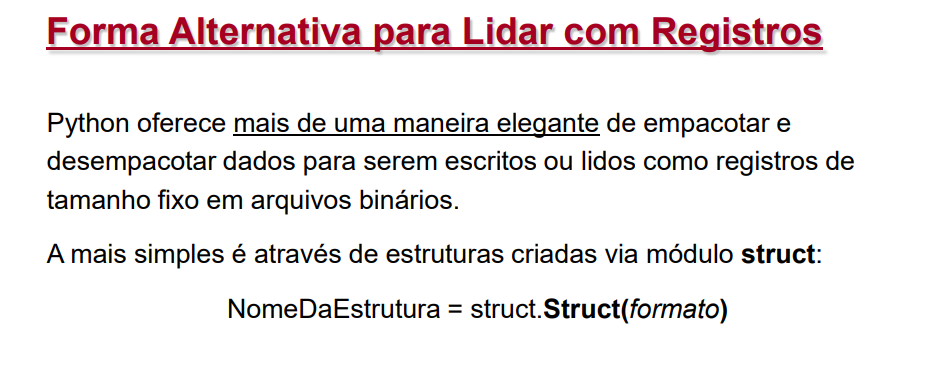 Forma Alternativa para Lidar com Registros
Python oferece mais de uma maneira elegante de empacotar e
desempacotar dados para serem escritos ou lidos como registros de
tamanho fixo em arquivos binários.
A mais simples é através de estruturas criadas via módulo struct:
NomeDaEstrutura = struct.Struct(formato)